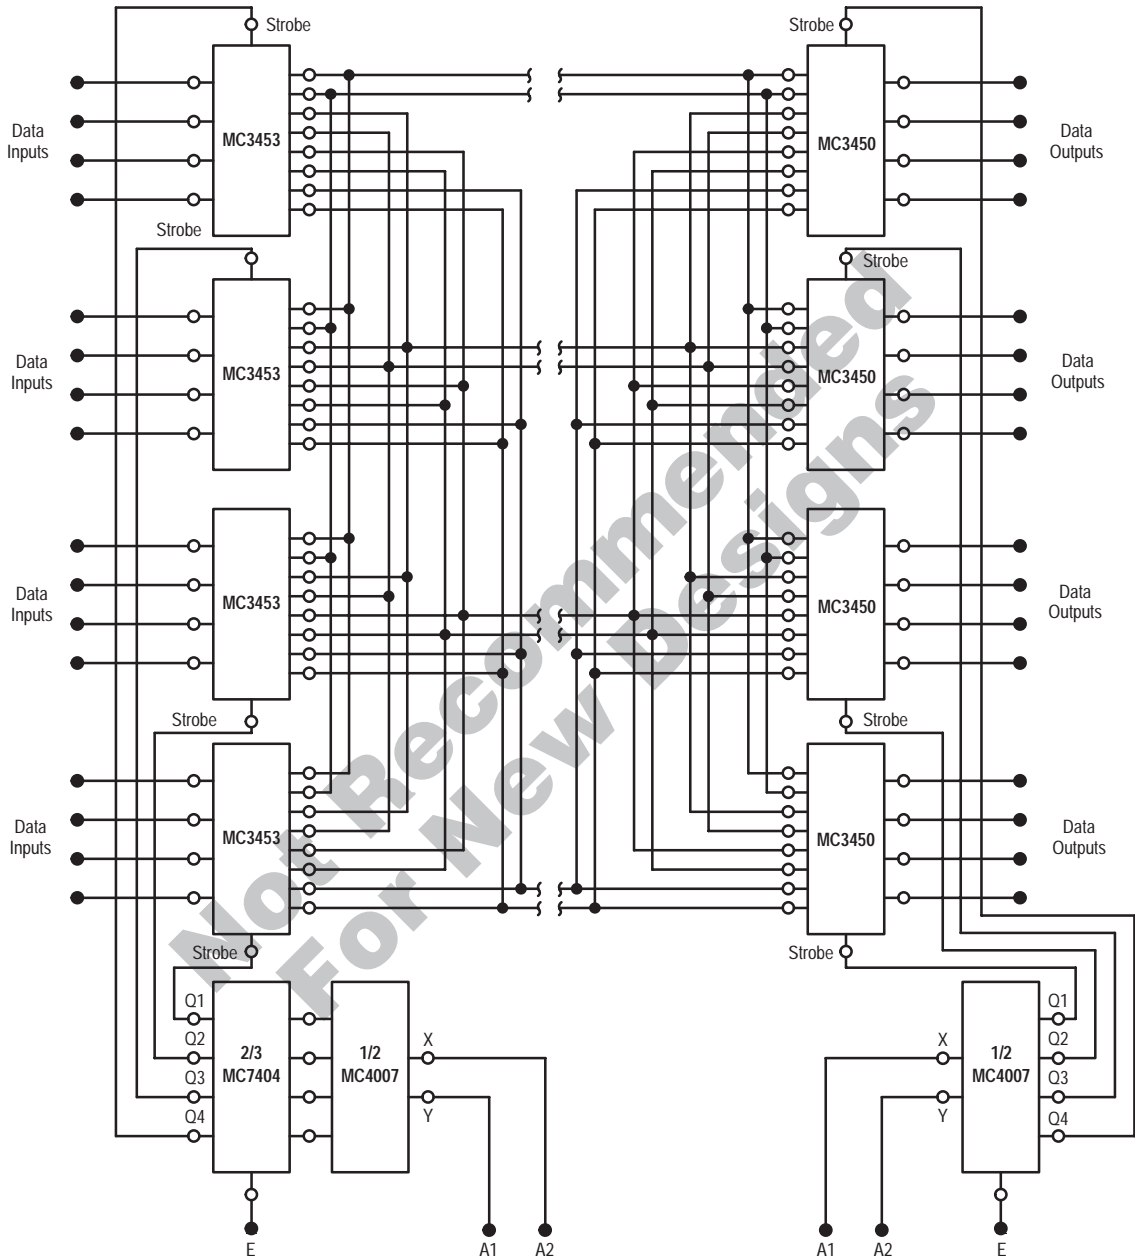 Strobe
Strobe
MC3453
MC3450
Data
Inputs
Data
Outputs
Strobe
Strobe
MC3453
MC3450
Data
Inputs
Data
Outputs
MC3453
MC3450
Data
Inputs
Data
Outputs
Strobe
Strobe
MC3453
MC3450
Data
Inputs
Data
Outputs
Strobe
Strobe
Not Recommended
For New Designs
Q1
Q2
Q3
Q4
2/3
MC7404
1/2
MC4007
X
Y
X
Y
1/2
MC4007
Q1
Q2
Q3
Q4
E
A1
A2
A1
A2
E